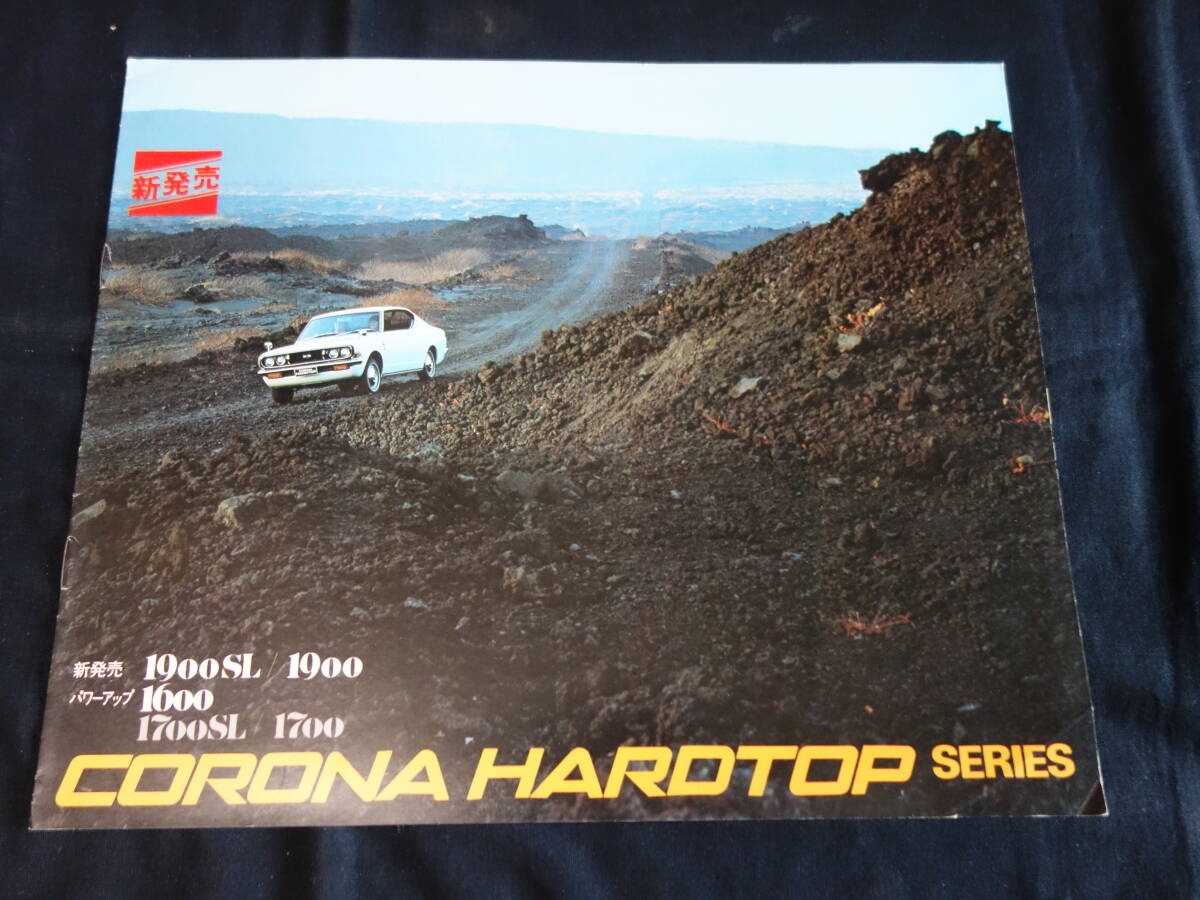 新発売
新発売 1900SL / 1900
パワーアップ 1600
1700SL / 1700
CORONA HARDTOP SERIES